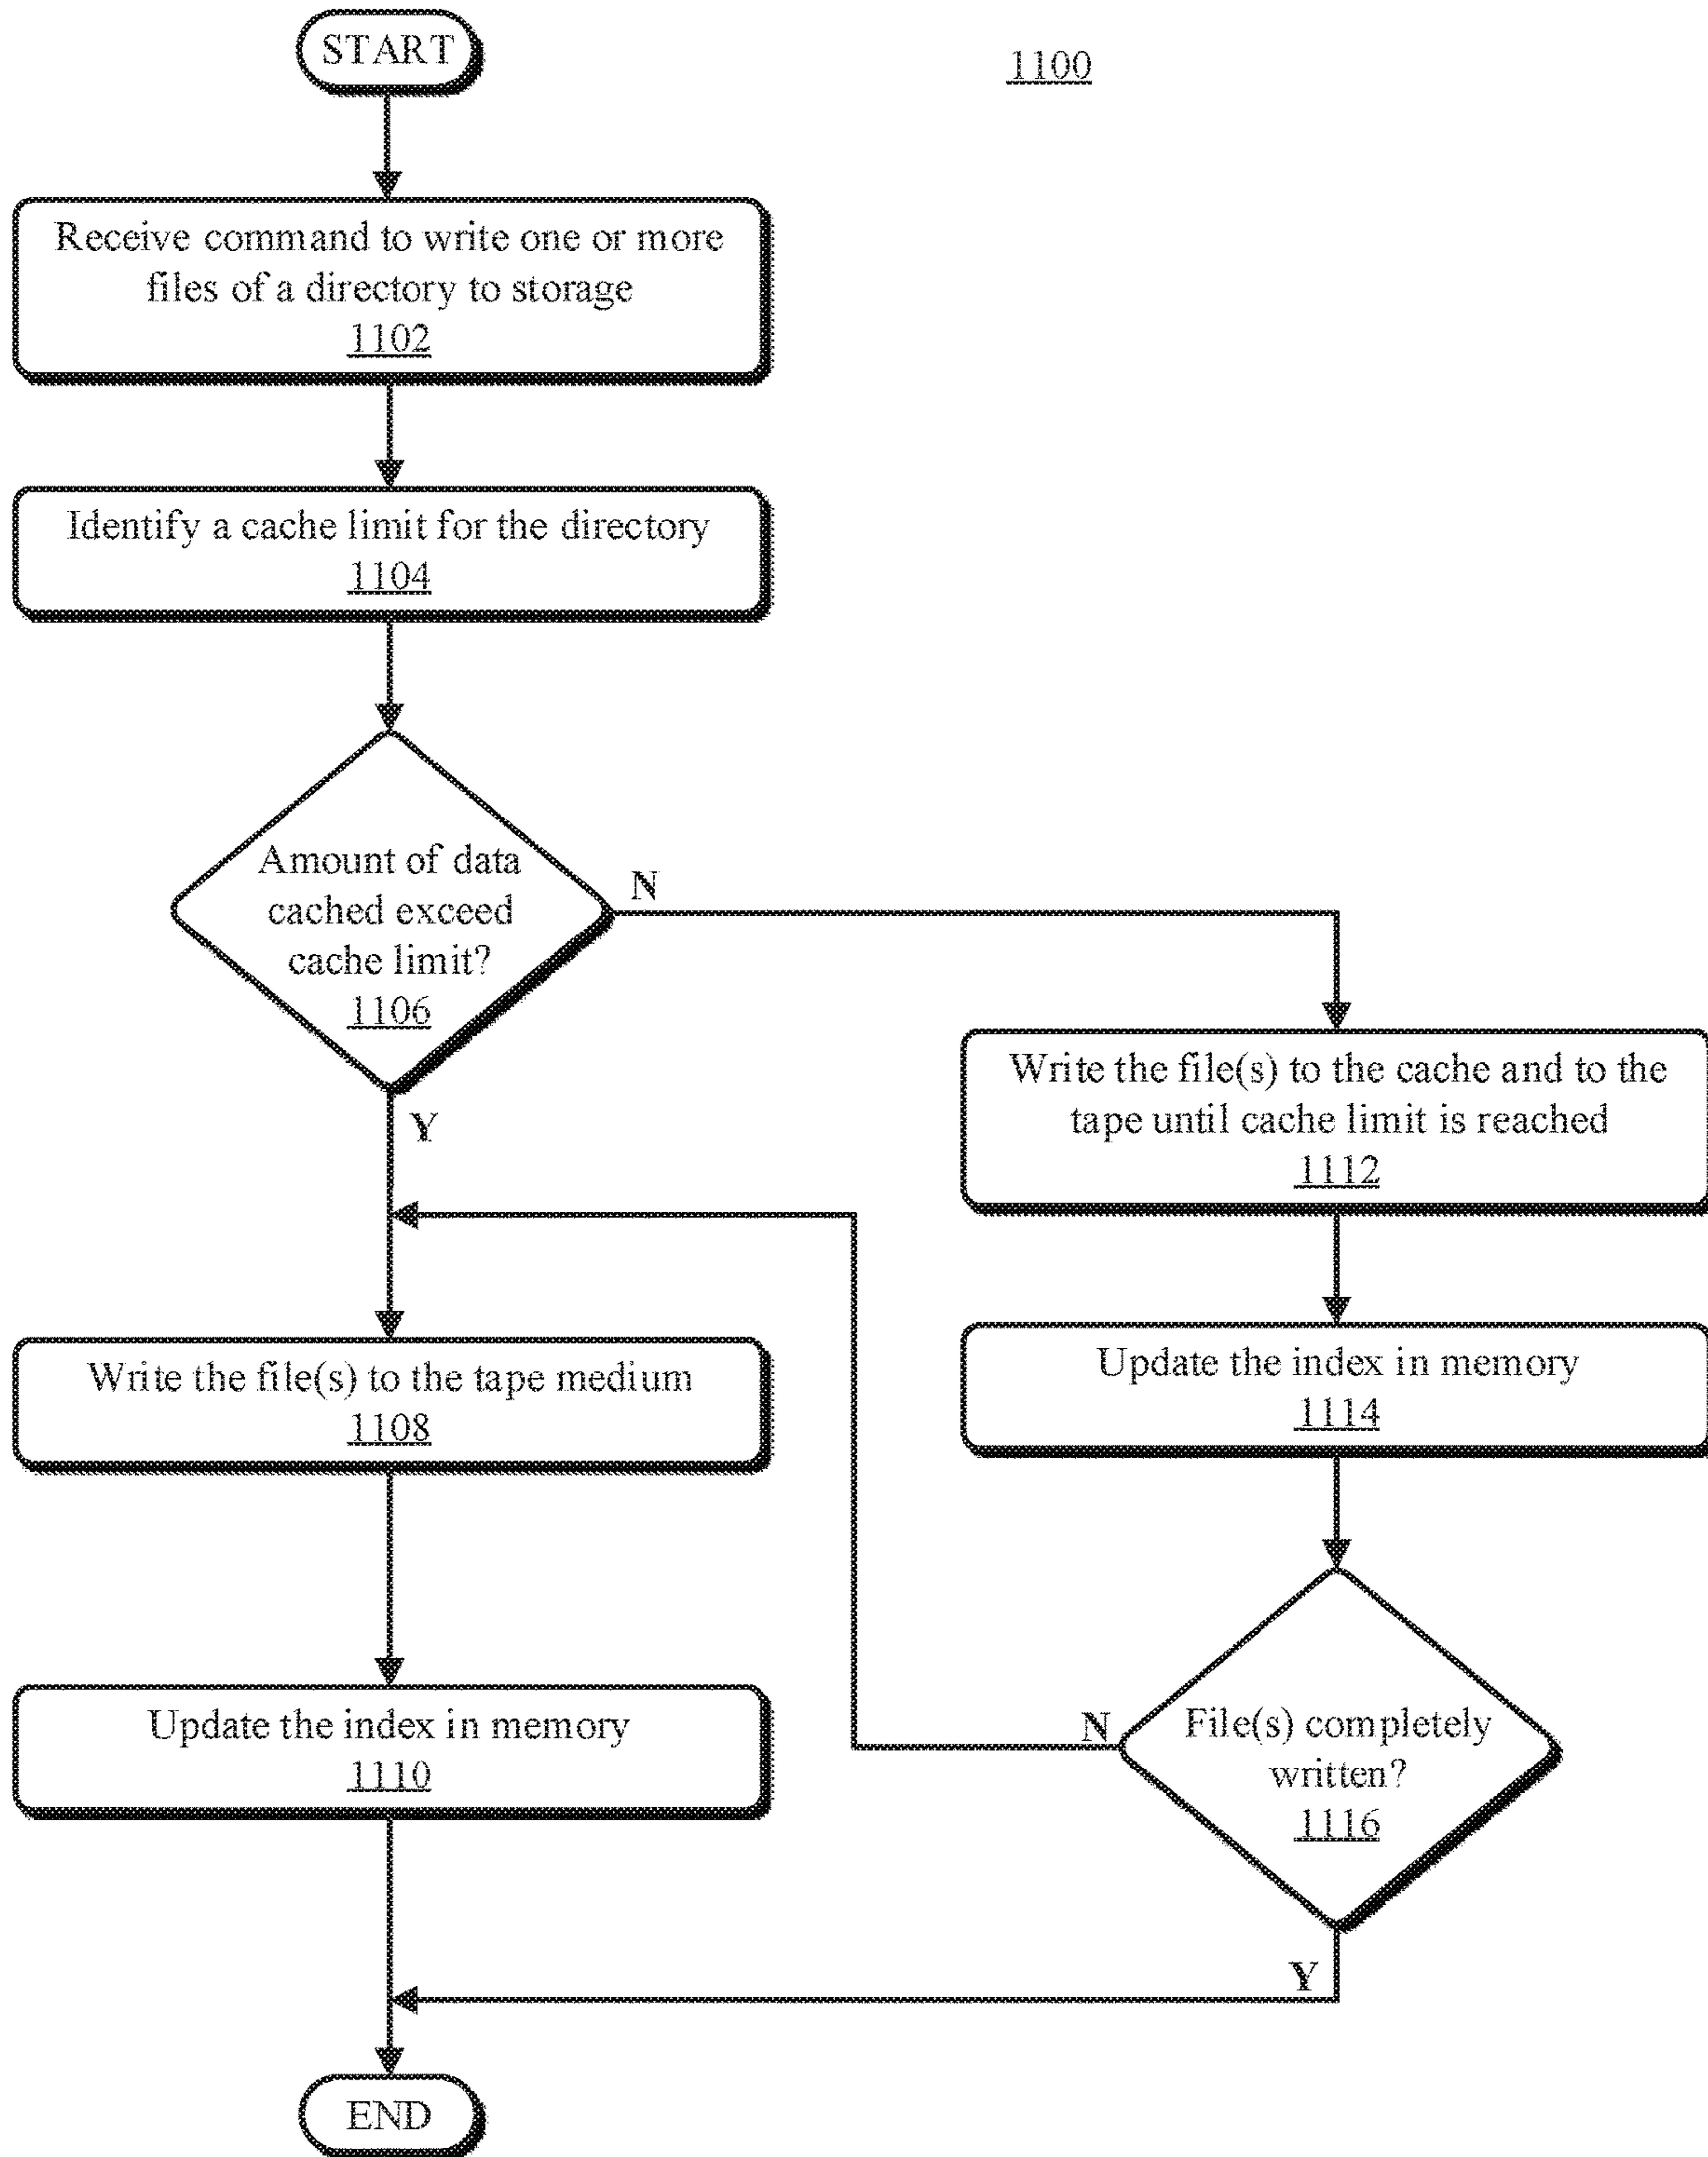 START
1100
Receive command to write one or more
files of a directory to storage
1102
Identify a cache limit for the directory
1104
Amount of data
cached exceed
cache limit?
1106
N
Y
Write the file(s) to the cache and to the
tape until cache limit is reached
1112
Update the index in memory
1114
Write the file(s) to the tape medium
1108
Update the index in memory
1110
File(s) completely
written?
1116
N
Y
END